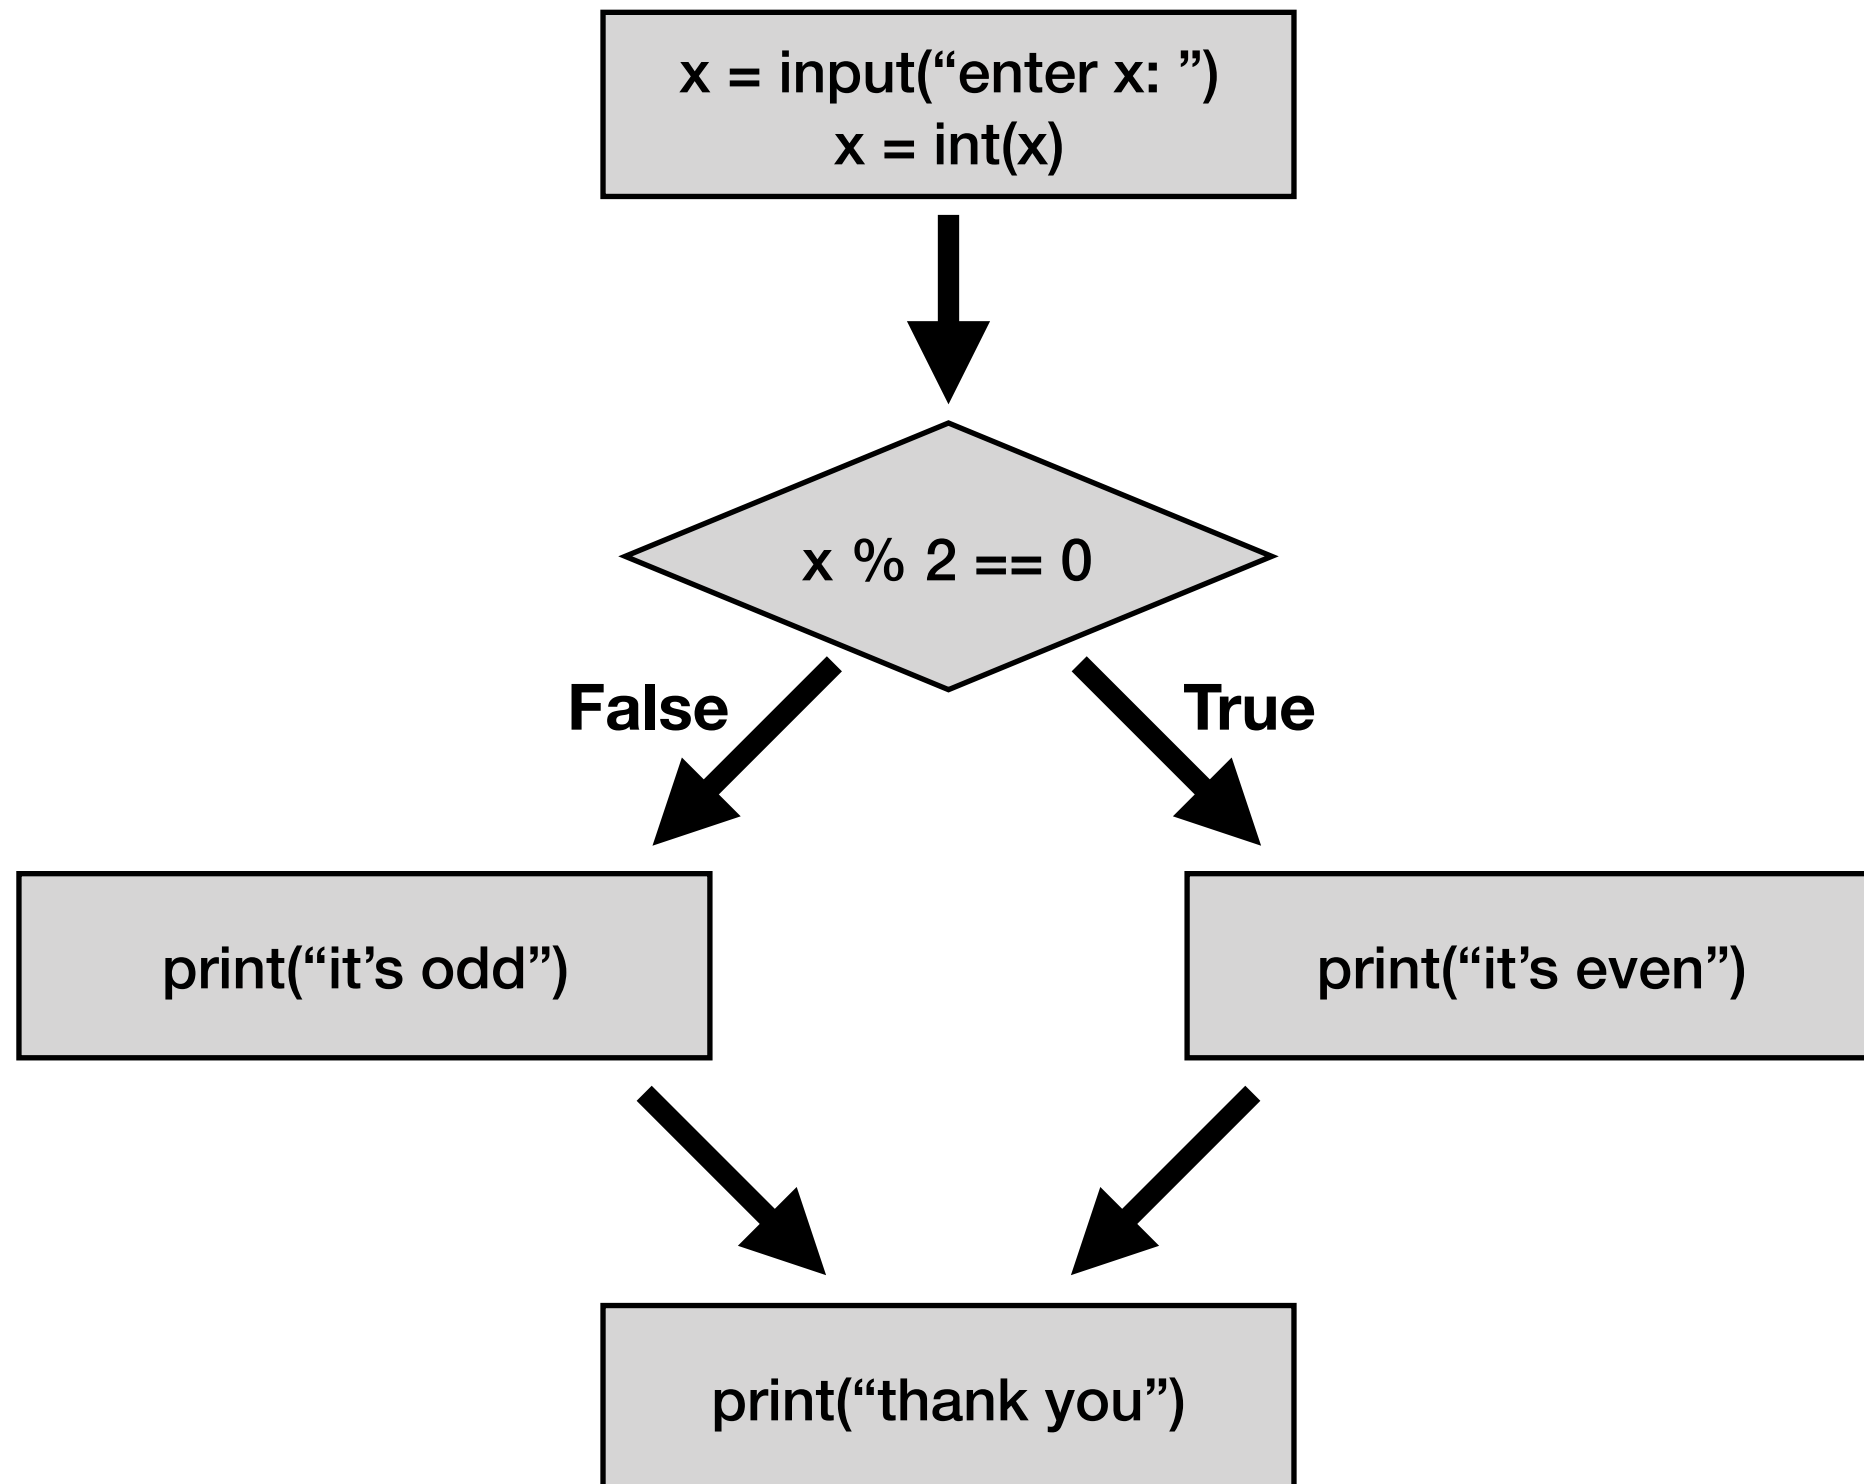 x = input(“enter x: ”)
x = int(x)
x % 2 == 0
False
True
print(“it’s odd”)
print(“it’s even”)
print(“thank you”)